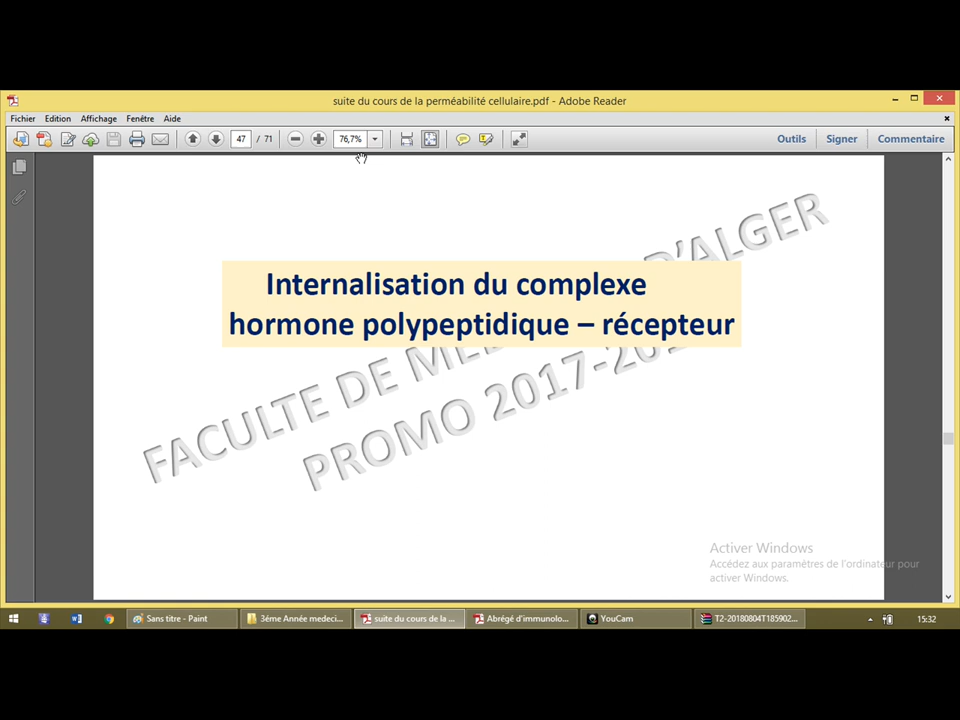 suite du cours de la perméabilité cellulaire.pdf - Adobe Reader
Fichier Edition Affichage Fenêtre Aide
47 / 71 76,7% Outils Signer Commentaire
Internalisation du complexe
hormone polypeptidique – récepteur
D'ALGER
FACULTE DE
PROMO 2017-20
Activer Windows
Accédez aux paramètres de l'ordinateur pour
activer Windows.
Sans titre - Paint 3éme Année medeci... suite du cours de la ... Abrégé d'immunolo... YouCam T2-20180804T185902... 15:32